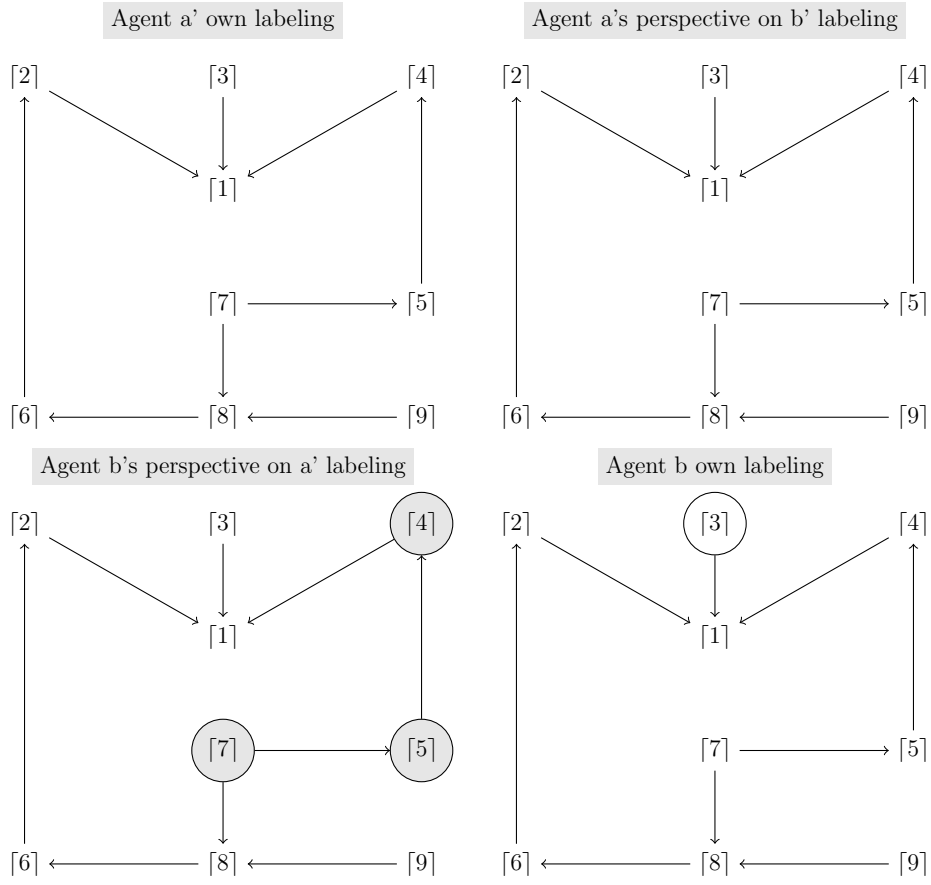 Agent a' own labeling
Agent a's perspective on b' labeling
⌈2⌉ ⌈3⌉ ⌈4⌉ ⌈2⌉ ⌈3⌉ ⌈4⌉
⌈1⌉ ⌈1⌉
⌈7⌉ ⌈5⌉ ⌈7⌉ ⌈5⌉
⌈6⌉ ⌈8⌉ ⌈9⌉ ⌈6⌉ ⌈8⌉ ⌈9⌉
Agent b's perspective on a' labeling
Agent b own labeling
⌈2⌉ ⌈3⌉ ⌈4⌉ ⌈2⌉ ⌈3⌉ ⌈4⌉
⌈1⌉ ⌈1⌉
⌈7⌉ ⌈5⌉ ⌈7⌉ ⌈5⌉
⌈6⌉ ⌈8⌉ ⌈9⌉ ⌈6⌉ ⌈8⌉ ⌈9⌉